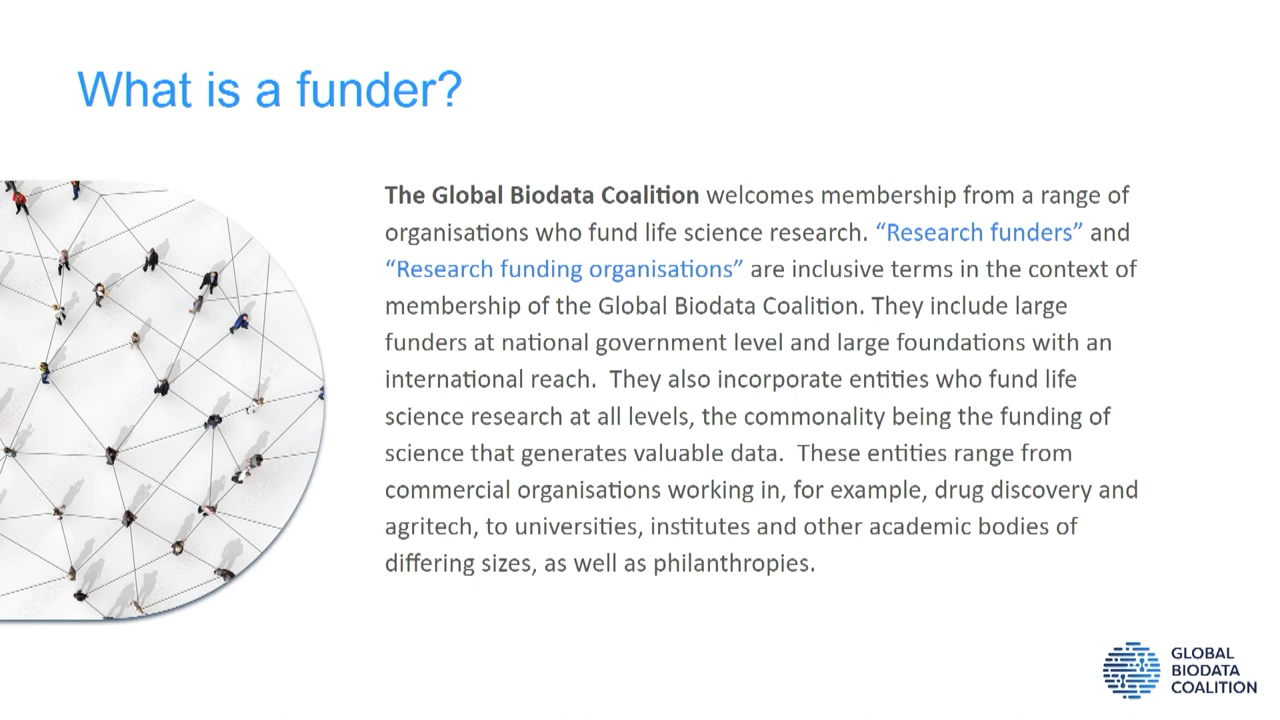 What is a funder?
The Global Biodata Coalition welcomes membership from a range of
organisations who fund life science research. “Research funders” and
“Research funding organisations” are inclusive terms in the context of
membership of the Global Biodata Coalition. They include large
funders at national government level and large foundations with an
international reach.  They also incorporate entities who fund life
science research at all levels, the commonality being the funding of
science that generates valuable data.  These entities range from
commercial organisations working in, for example, drug discovery and
agritech, to universities, institutes and other academic bodies of
differing sizes, as well as philanthropies.
GLOBAL
BIODATA
COALITION